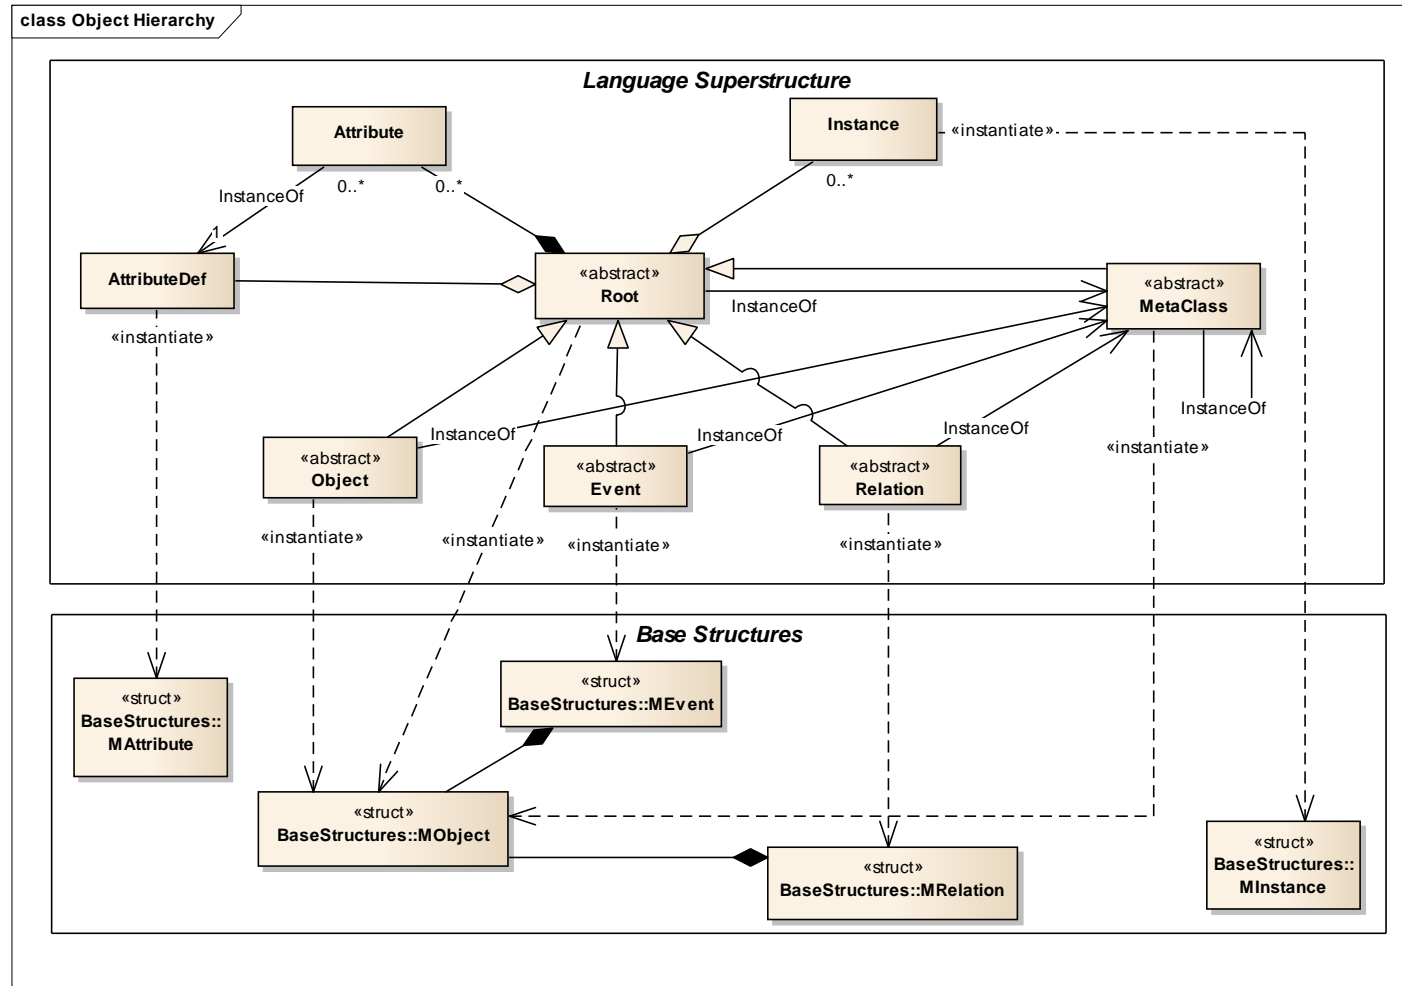 class Object Hierarchy
Language Superstructure
Attribute
Instance
«instantiate»
InstanceOf
0..*
0..*
0..*
1
AttributeDef
«instantiate»
«abstract»
Root
InstanceOf
«abstract»
MetaClass
InstanceOf
«instantiate»
InstanceOf
InstanceOf
InstanceOf
«abstract»
Object
«abstract»
Event
«abstract»
Relation
«instantiate»
«instantiate»
«instantiate»
«instantiate»
Base Structures
«struct»
BaseStructures::
MAttribute
«struct»
BaseStructures::MEvent
«struct»
BaseStructures::MObject
«struct»
BaseStructures::MRelation
«struct»
BaseStructures::
MInstance